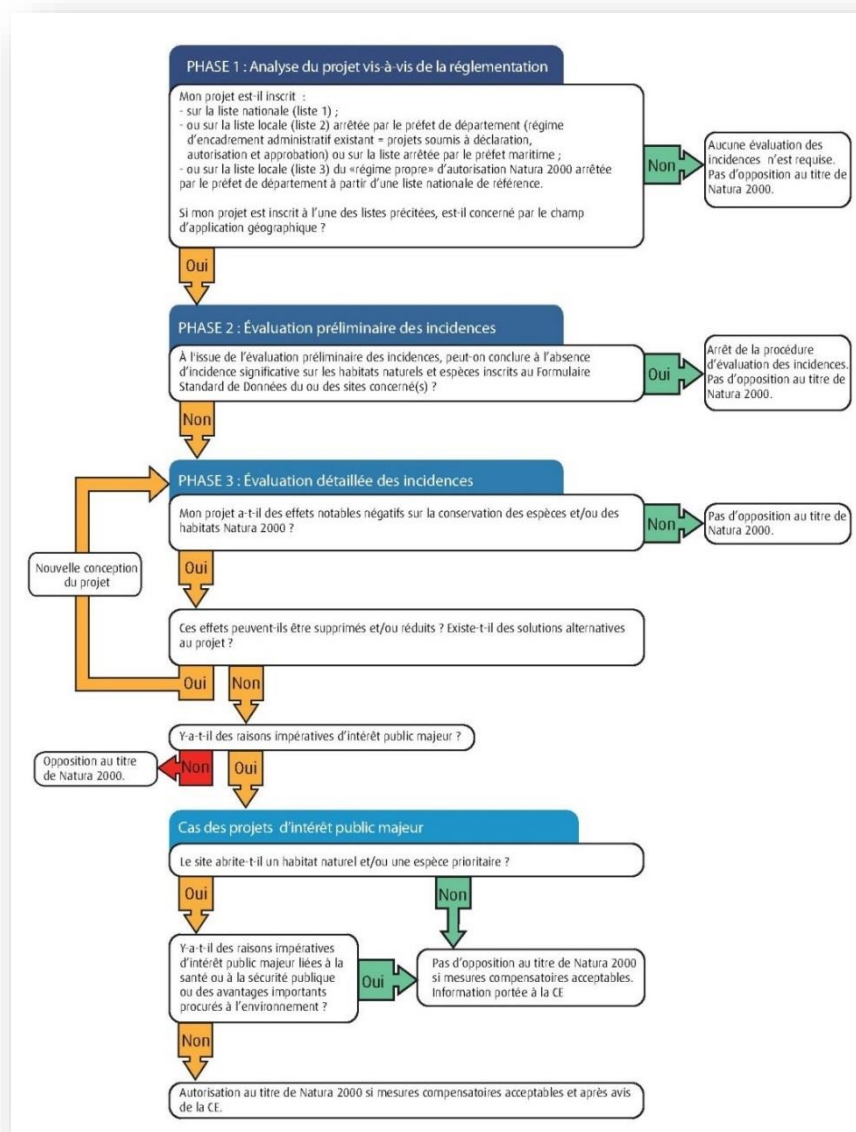 PHASE 1 : Analyse du projet vis-à-vis de la réglementation
Mon projet est-il inscrit :
- sur la liste nationale (liste 1) ;
- ou sur la liste locale (liste 2) arrêtée par le préfet de département (régime
d'encadrement administratif existant = projets soumis à déclaration,
autorisation et approbation) ou sur la liste arrêtée par le préfet maritime ;
- ou sur la liste locale (liste 3) du «régime propre» d'autorisation Natura 2000 arrêtée
par le préfet de département à partir d'une liste nationale de référence.
Si mon projet est inscrit à l'une des listes précitées, est-il concerné par le champ
d'application géographique ?
Non
Aucune évaluation des
incidences n'est requise.
Pas d'opposition au titre de
Natura 2000.
Oui
PHASE 2 : Évaluation préliminaire des incidences
À l'issue de l'évaluation préliminaire des incidences, peut-on conclure à l'absence
d'incidence significative sur les habitats naturels et espèces inscrits au Formulaire
Standard de Données du ou des sites concerné(s) ?
Oui
Arrêt de la procédure
d'évaluation des incidences.
Pas d'opposition au titre de
Natura 2000.
Non
PHASE 3 : Évaluation détaillée des incidences
Mon projet a-t-il des effets notables négatifs sur la conservation des espèces et/ou des
habitats Natura 2000 ?
Non
Pas d'opposition au titre de
Natura 2000.
Oui
Nouvelle conception
du projet
Ces effets peuvent-ils être supprimés et/ou réduits ? Existe-t-il des solutions alternatives
au projet ?
Oui
Non
Y-a-t-il des raisons impératives d'intérêt public majeur ?
Opposition au titre
de Natura 2000.
Non
Oui
Cas des projets d'intérêt public majeur
Le site abrite-t-il un habitat naturel et/ou une espèce prioritaire ?
Oui
Non
Y-a-t-il des raisons impératives
d'intérêt public majeur liées à la
santé ou à la sécurité publique
ou des avantages importants
procurés à l'environnement ?
Oui
Pas d'opposition au titre de Natura 2000
si mesures compensatoires acceptables.
Information portée à la CE
Non
Autorisation au titre de Natura 2000 si mesures compensatoires acceptables et après avis
de la CE.